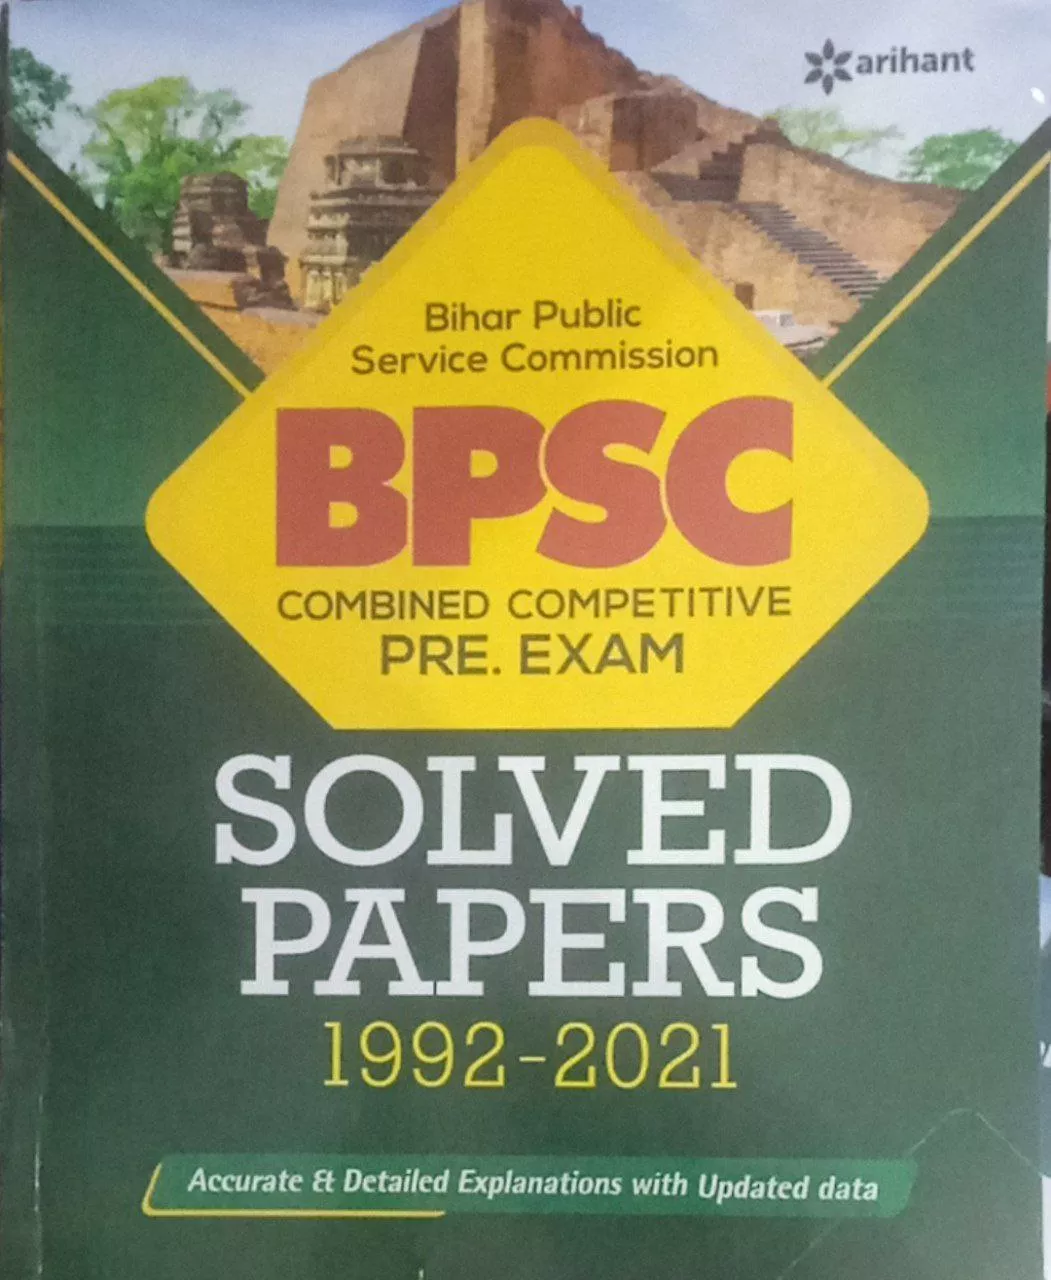 arihant
Bihar Public
Service Commission
BPSC
COMBINED COMPETITIVE
PRE. EXAM
SOLVED
PAPERS
1992-2021
Accurate & Detailed Explanations with Updated data